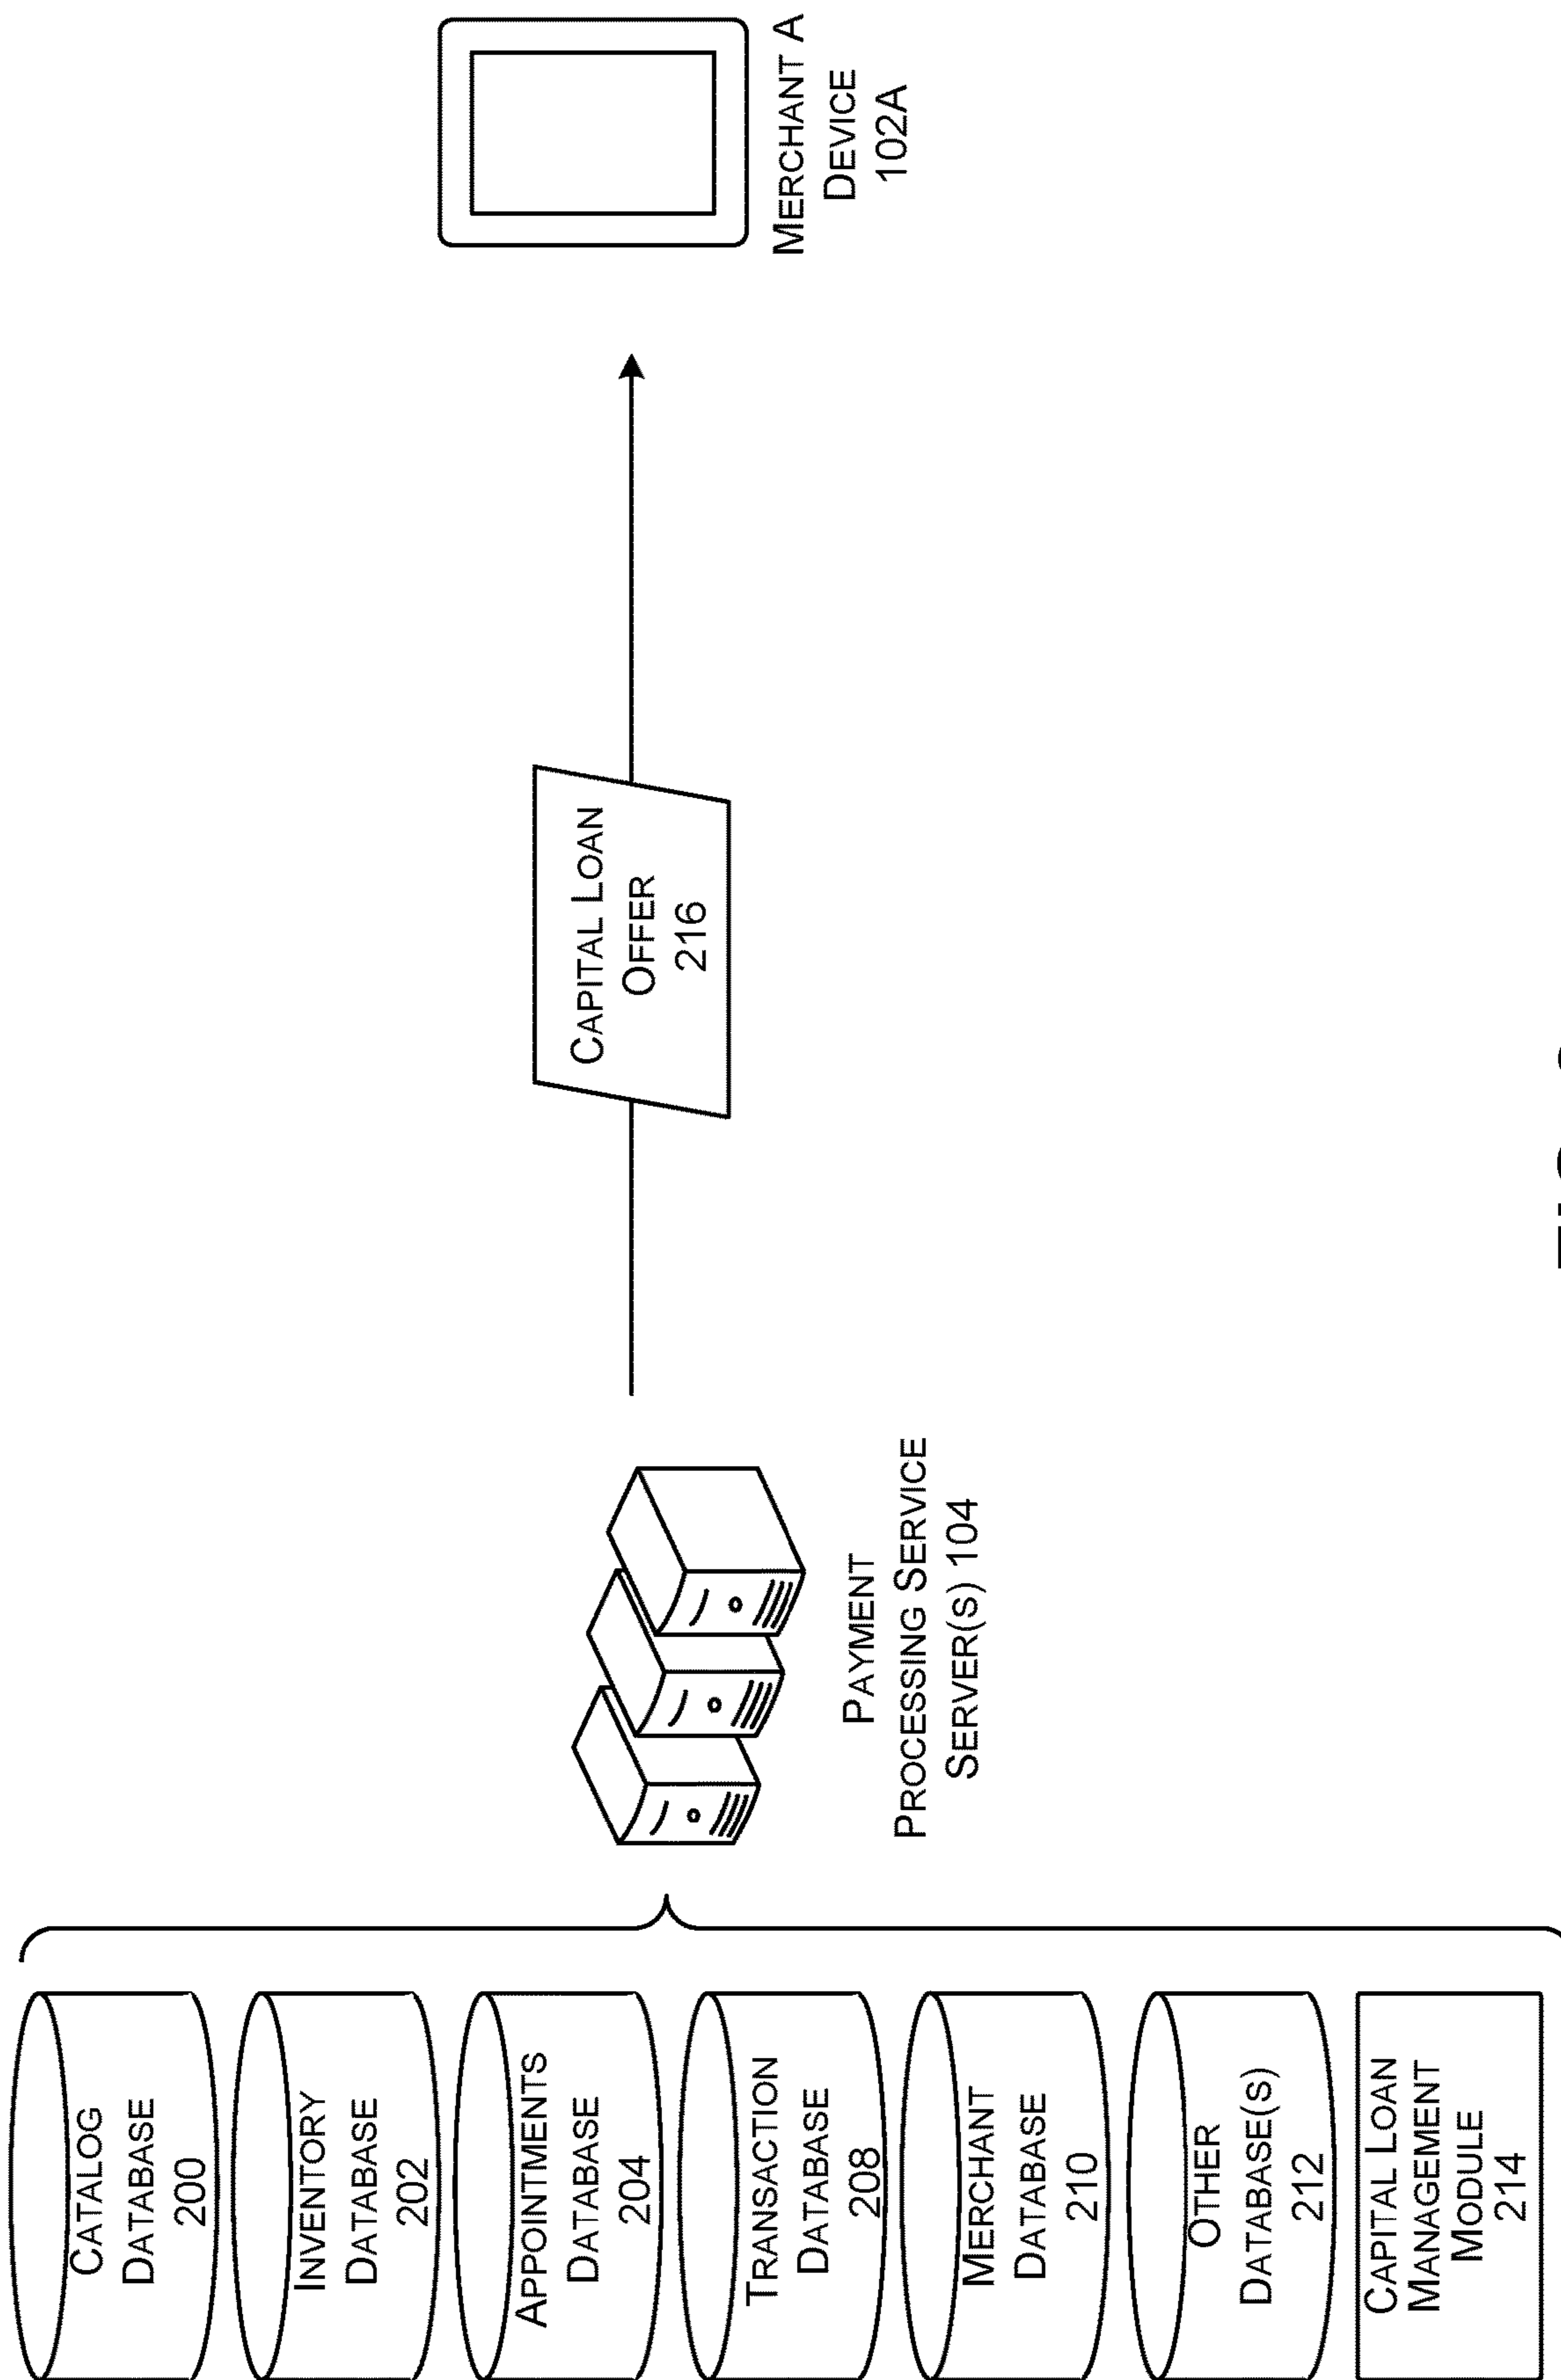 CATALOG
DATABASE
200
INVENTORY
DATABASE
202
APPOINTMENTS
DATABASE
204
TRANSACTION
DATABASE
208
MERCHANT
DATABASE
210
OTHER
DATABASE(S)
212
CAPITAL LOAN
MANAGEMENT
MODULE
214
PAYMENT
PROCESSING SERVICE
SERVER(S) 104
CAPITAL LOAN
OFFER
216
MERCHANT A
DEVICE
102A